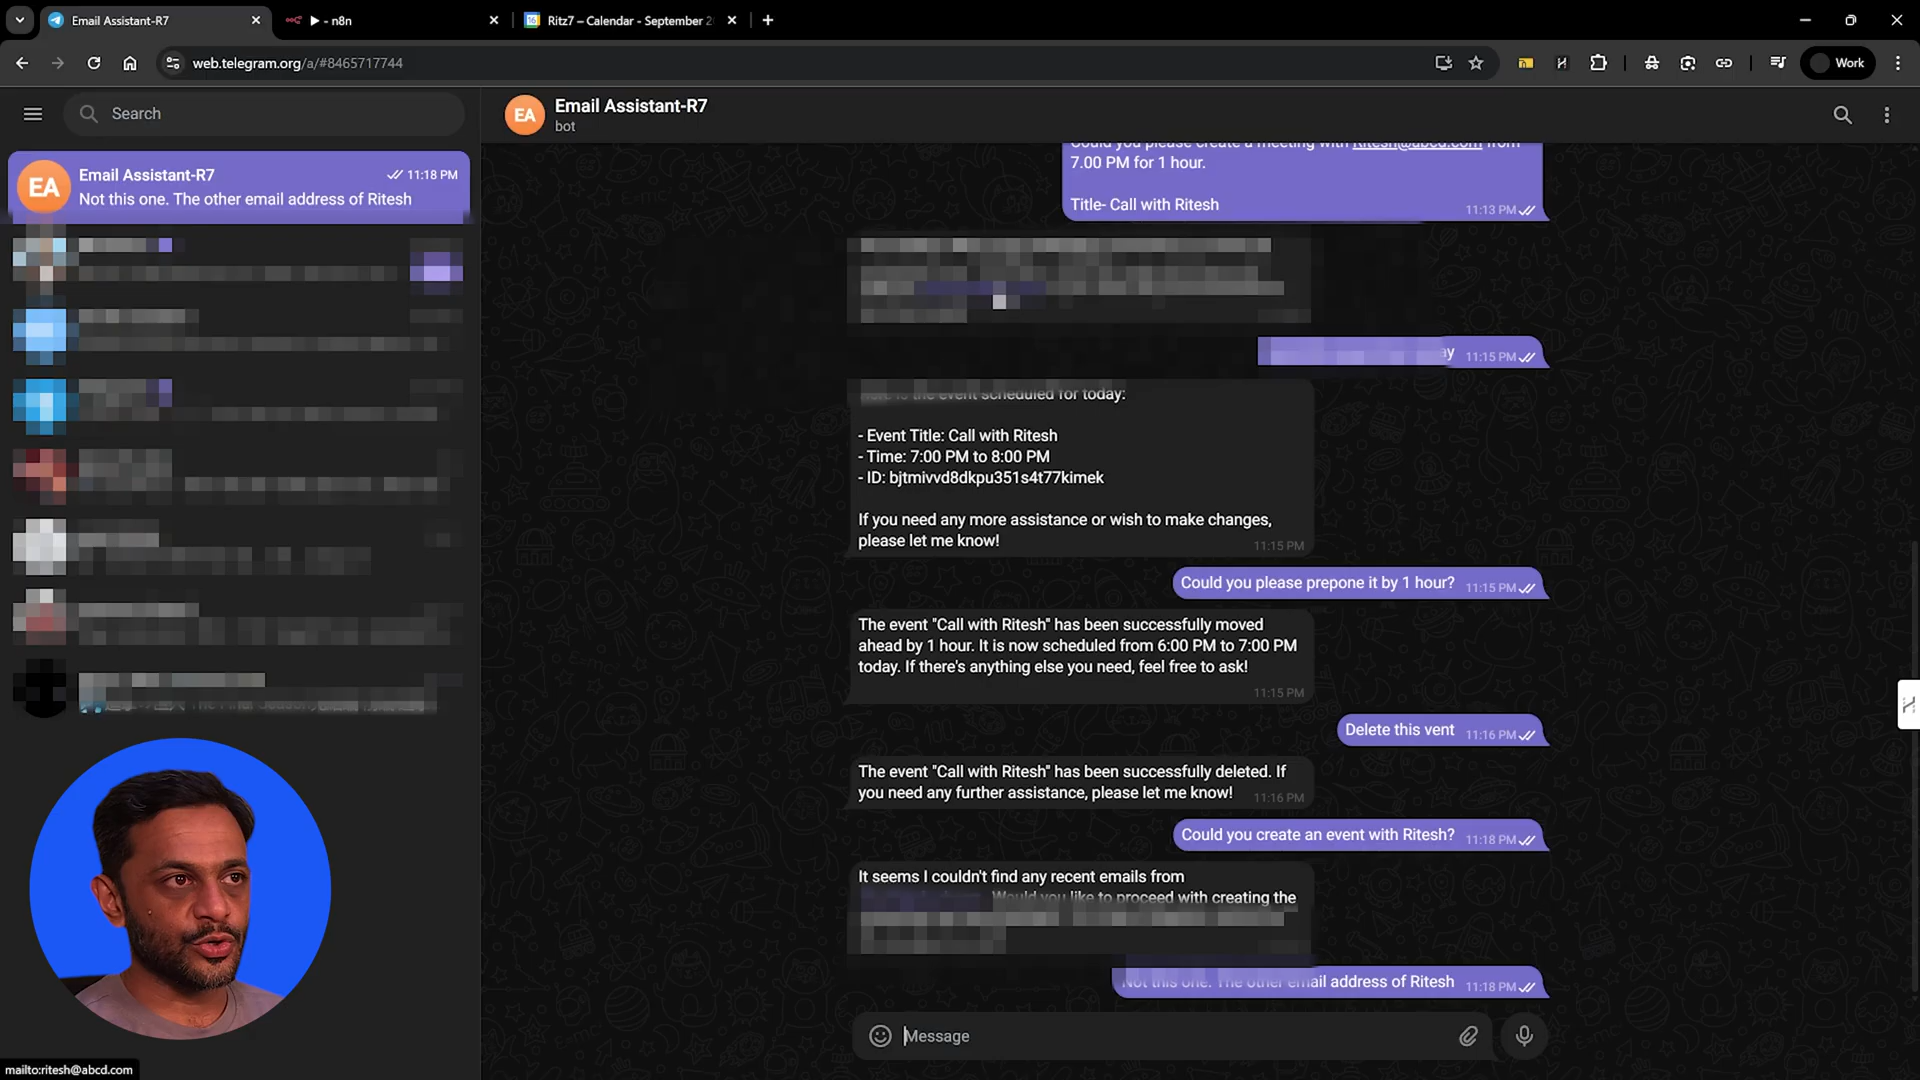 Email Assistant-R7
▶ - n8n
16
Ritz7 – Calendar - September 2
web.telegram.org/a/#8465717744
Work
Search
EA
Email Assistant-R7
11:18 PM
Not this one. The other email address of Ritesh
EA
Email Assistant-R7
bot
Could you please create a meeting with Ritesh@abcd.com from
7.00 PM for 1 hour.
Title- Call with Ritesh
11:13 PM
ay
11:15 PM
Here is the event scheduled for today:
- Event Title: Call with Ritesh
- Time: 7:00 PM to 8:00 PM
- ID: bjtmivvd8dkpu351s4t77kimek
If you need any more assistance or wish to make changes,
please let me know!
11:15 PM
Could you please prepone it by 1 hour?
11:15 PM
The event "Call with Ritesh" has been successfully moved
ahead by 1 hour. It is now scheduled from 6:00 PM to 7:00 PM
today. If there's anything else you need, feel free to ask!
11:15 PM
Delete this vent
11:16 PM
The event "Call with Ritesh" has been successfully deleted. If
you need any further assistance, please let me know!
11:16 PM
Could you create an event with Ritesh?
11:18 PM
It seems I couldn't find any recent emails from
Would you like to proceed with creating the
Not this one. The other email address of Ritesh
11:18 PM
Message
The Final Season
mailto:ritesh@abcd.com